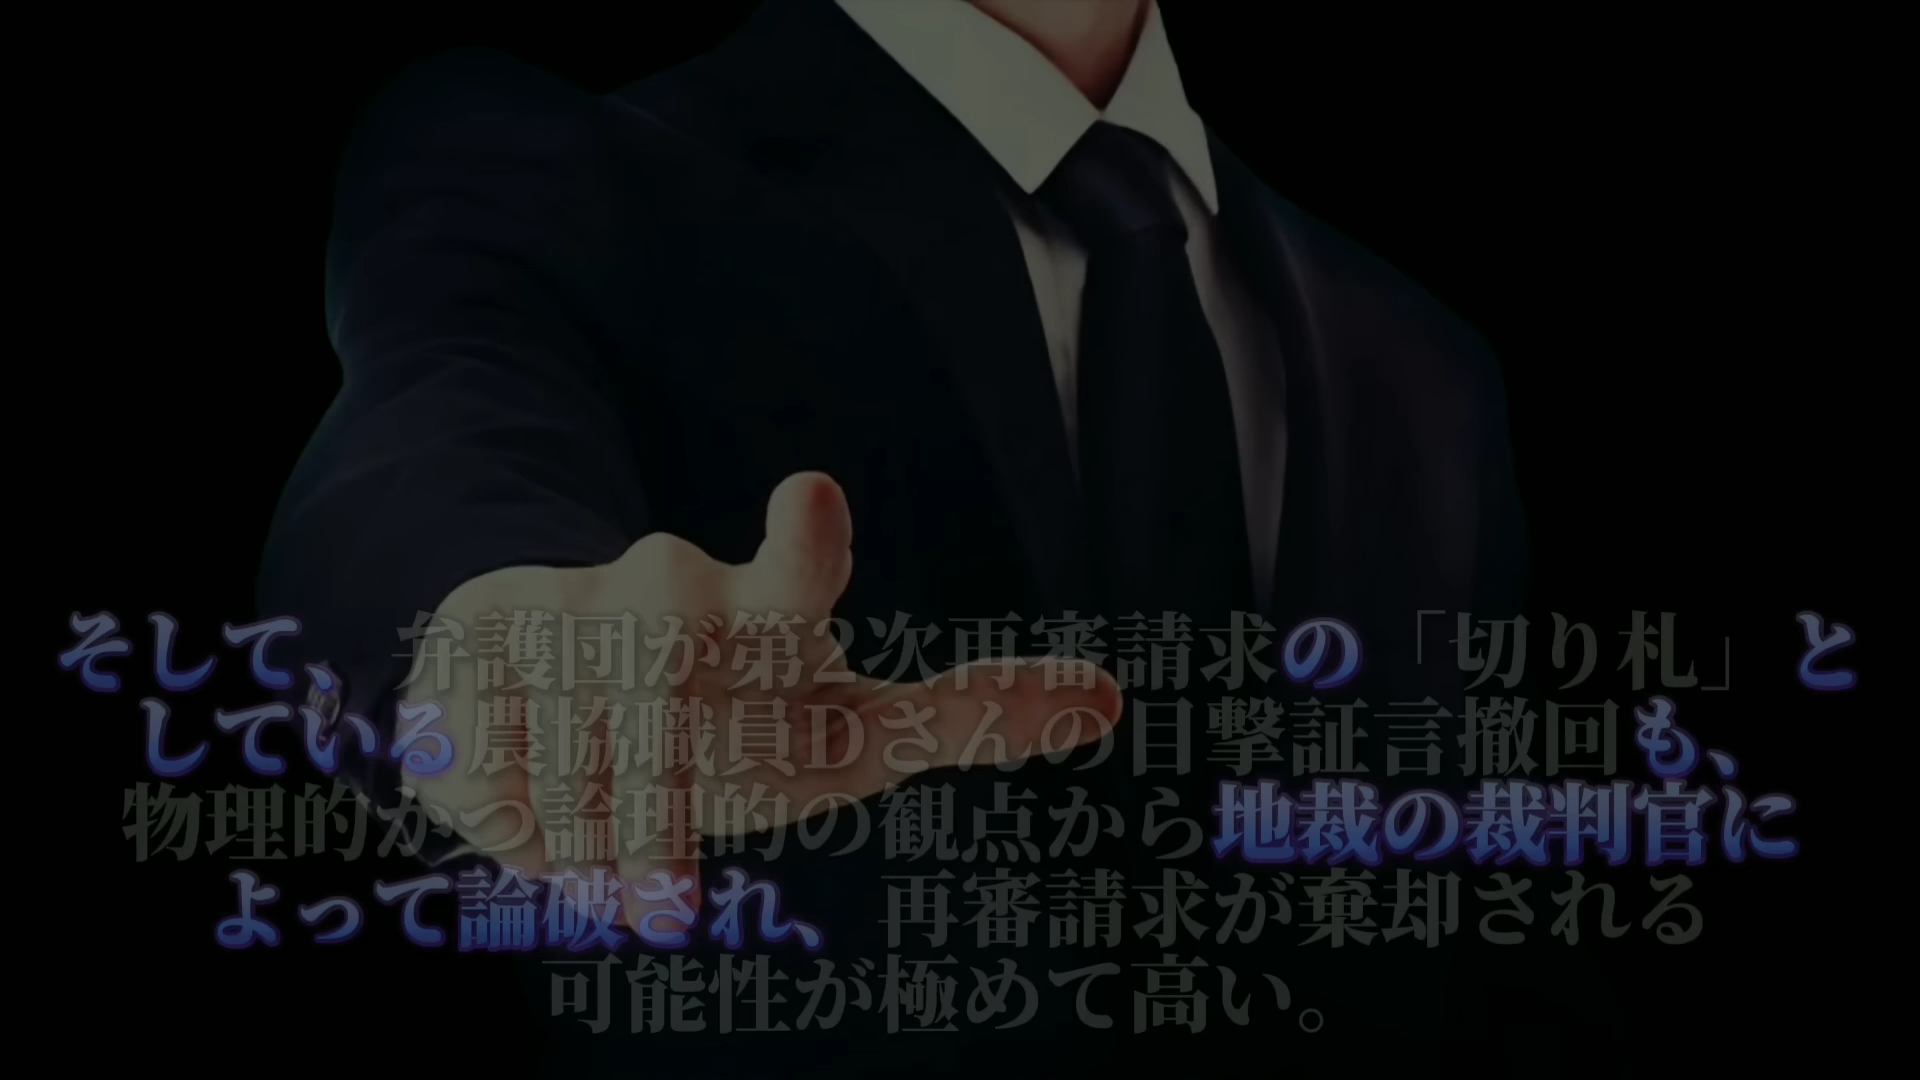 そして、弁護団が第2次再審請求の「切り札」と
している農協職員Dさんの目撃証言撤回も、
物理的かつ論理的の観点から地裁の裁判官に
よって論破され、再審請求が棄却される
可能性が極めて高い。